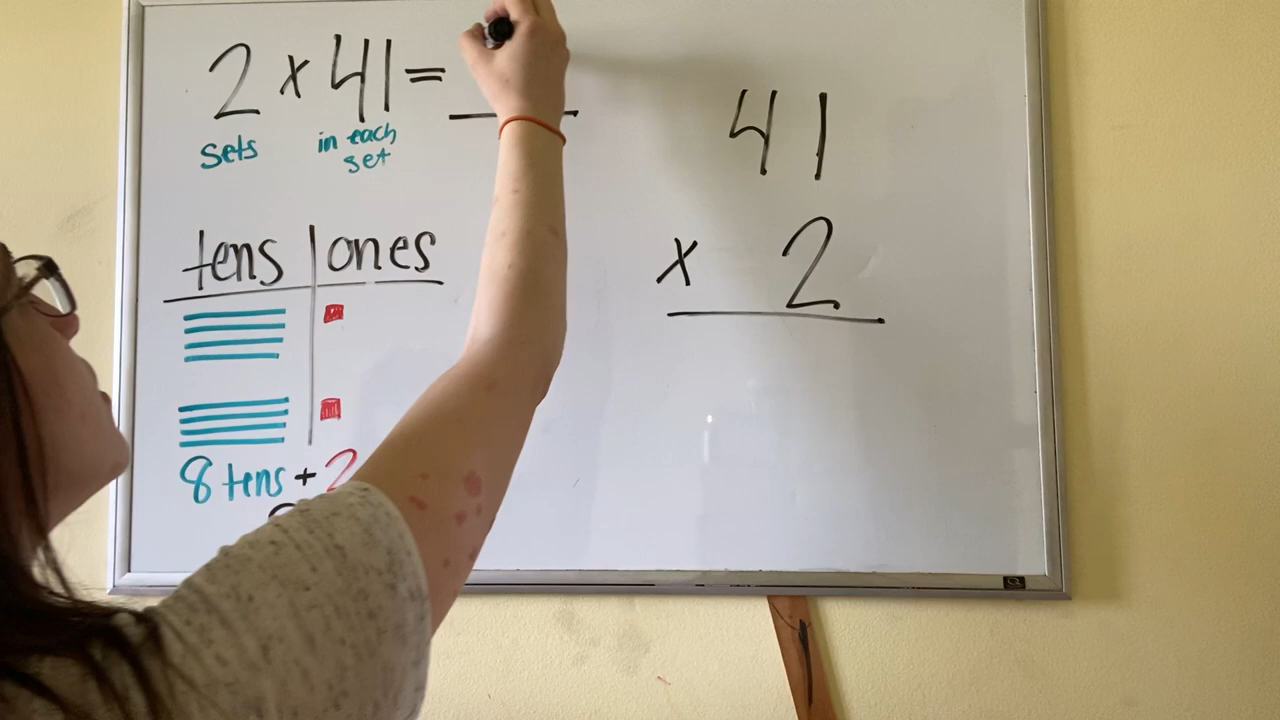 2 x 41 =
sets in each
set
tens ones
8 tens + 2
41
x 2